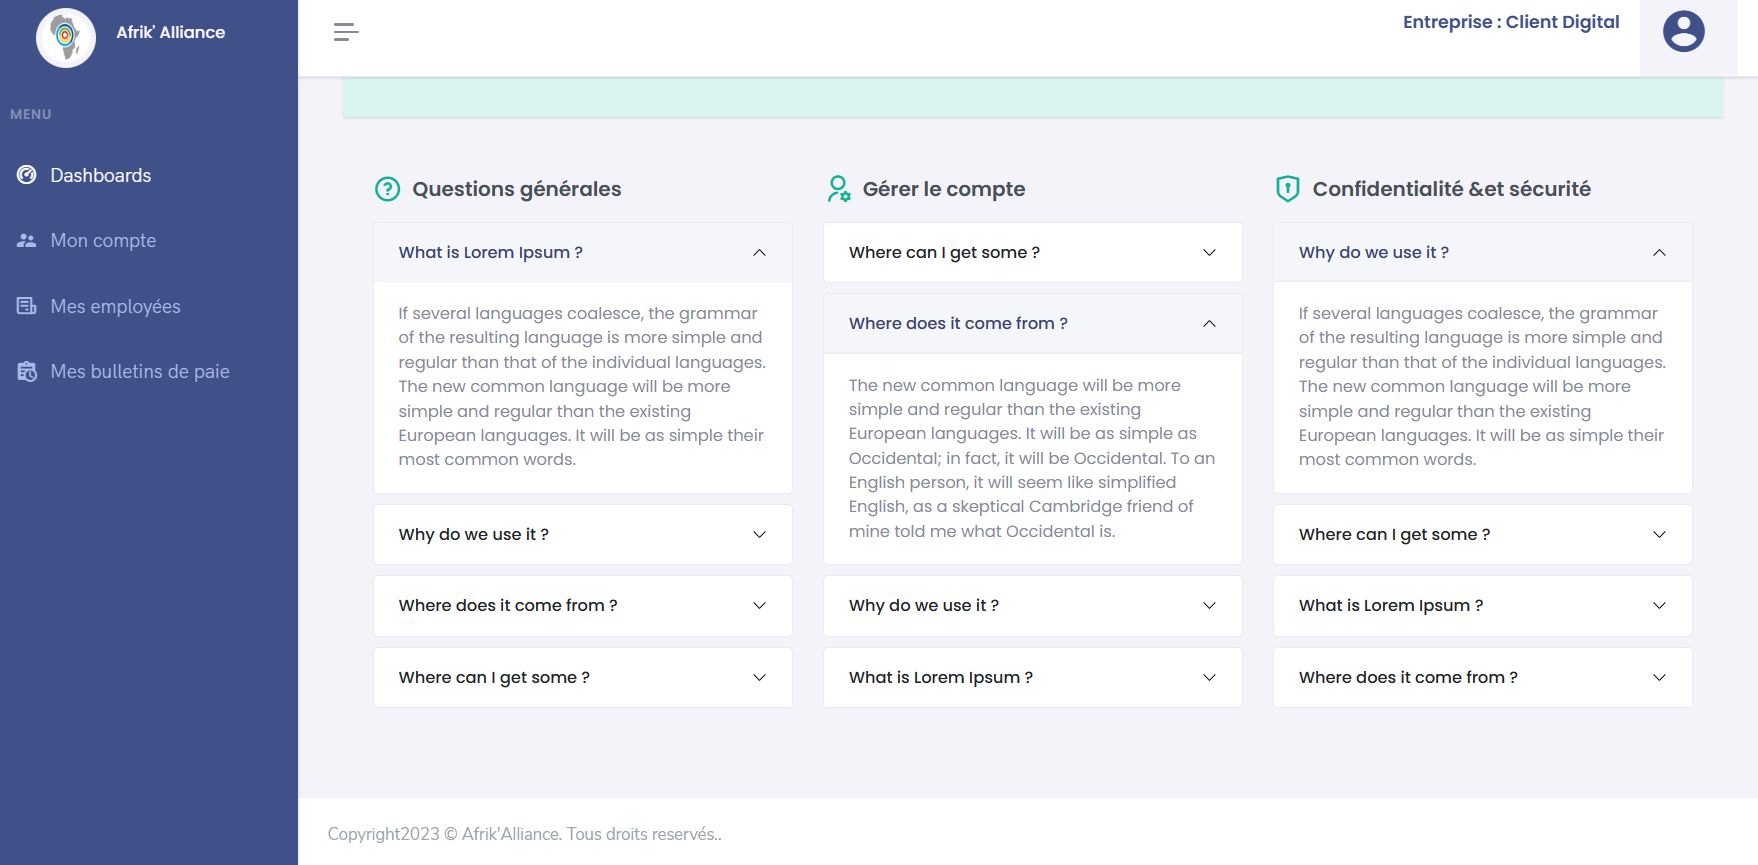 Afrik' Alliance
Entreprise : Client Digital
MENU
Dashboards
Mon compte
Mes employées
Mes bulletins de paie
Questions générales
What is Lorem Ipsum ?
If several languages coalesce, the grammar
of the resulting language is more simple and
regular than that of the individual languages.
The new common language will be more
simple and regular than the existing
European languages. It will be as simple their
most common words.
Why do we use it ?
Where does it come from ?
Where can I get some ?
Gérer le compte
Where can I get some ?
Where does it come from ?
The new common language will be more
simple and regular than the existing
European languages. It will be as simple as
Occidental; in fact, it will be Occidental. To an
English person, it will seem like simplified
English, as a skeptical Cambridge friend of
mine told me what Occidental is.
Why do we use it ?
What is Lorem Ipsum ?
Confidentialité &et sécurité
Why do we use it ?
If several languages coalesce, the grammar
of the resulting language is more simple and
regular than that of the individual languages.
The new common language will be more
simple and regular than the existing
European languages. It will be as simple their
most common words.
Where can I get some ?
What is Lorem Ipsum ?
Where does it come from ?
Copyright2023 © Afrik'Alliance. Tous droits reservés..